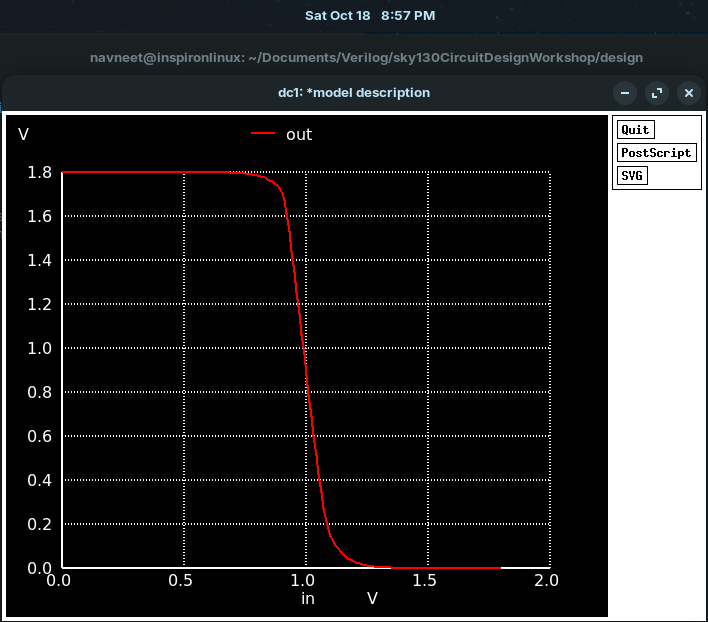 Sat Oct 18 8:57 PM
navneet@inspironlinux: ~/Documents/Verilog/sky130CircuitDesignWorkshop/design
dc1: *model description
V
out
Quit
PostScript
SVG
1.8
1.6
1.4
1.2
1.0
0.8
0.6
0.4
0.2
0.0
0.0 0.5 1.0 1.5 2.0
in V